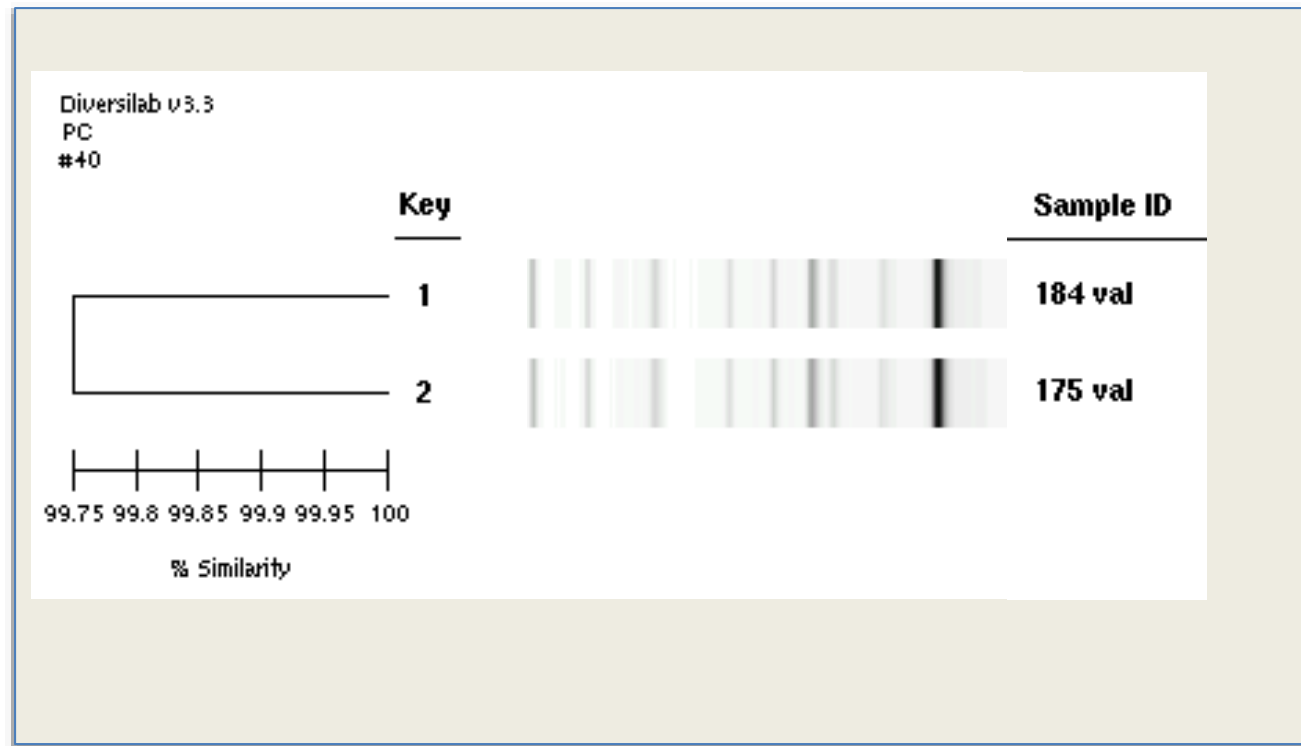 Diversilab v3.3
PC
#40
Key
Sample ID
1
184 val
2
175 val
99.75 99.8 99.85 99.9 99.95 100
% Similarity